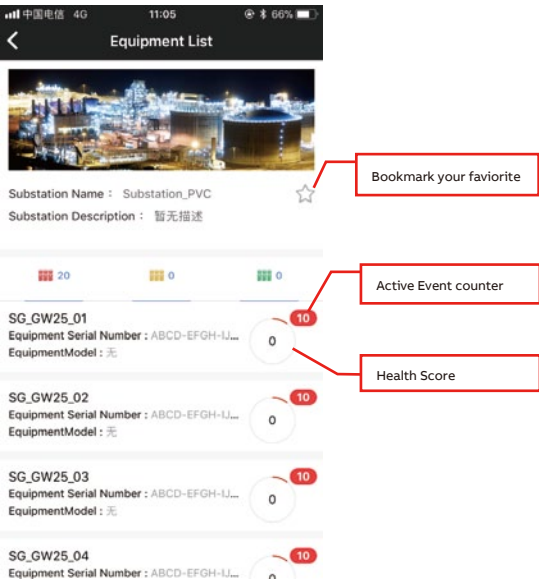 中国电信 4G 11:05 66%
Equipment List
Substation Name： Substation_PVC
Bookmark your faviorite
Substation Description： 暂无描述
20 0 0
Active Event counter
SG_GW25_01 10
Equipment Serial Number : ABCD-EFGH-IJ... 0
EquipmentModel : 无
Health Score
SG_GW25_02 10
Equipment Serial Number : ABCD-EFGH-IJ... 0
EquipmentModel : 无
SG_GW25_03 10
Equipment Serial Number : ABCD-EFGH-IJ... 0
EquipmentModel : 无
SG_GW25_04 10
Equipment Serial Number : ABCD-EFGH-IJ... 0